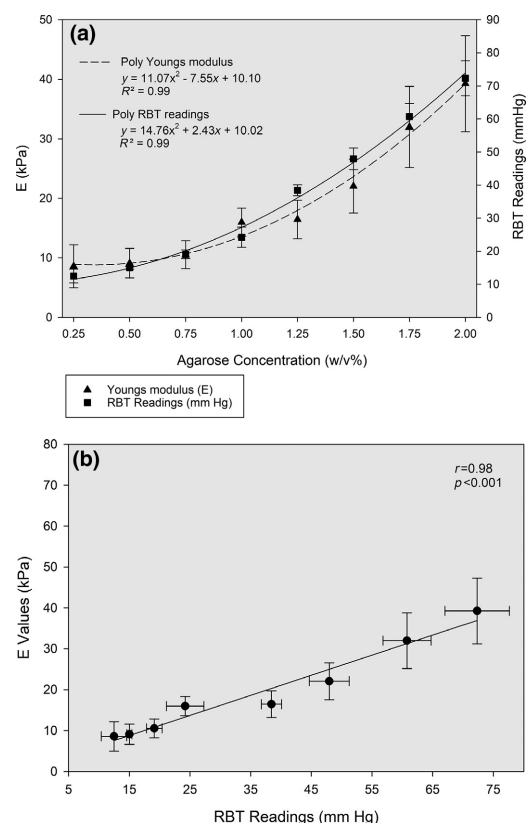 (a)
Poly Youngs modulus
y = 11.07x² - 7.55x + 10.10
R² = 0.99
Poly RBT readings
y = 14.76x² + 2.43x + 10.02
R² = 0.99
E (kPa)
50
40
30
20
10
0
RBT Readings (mmHg)
90
80
70
60
50
40
30
20
10
0
0.25 0.50 0.75 1.00 1.25 1.50 1.75 2.00
Agarose Concentration (w/v%)
Youngs modulus (E)
RBT Readings (mm Hg)
(b)
r=0.98
p<0.001
E Values (kPa)
80
70
60
50
40
30
20
10
0
5 15 25 35 45 55 65 75
RBT Readings (mm Hg)